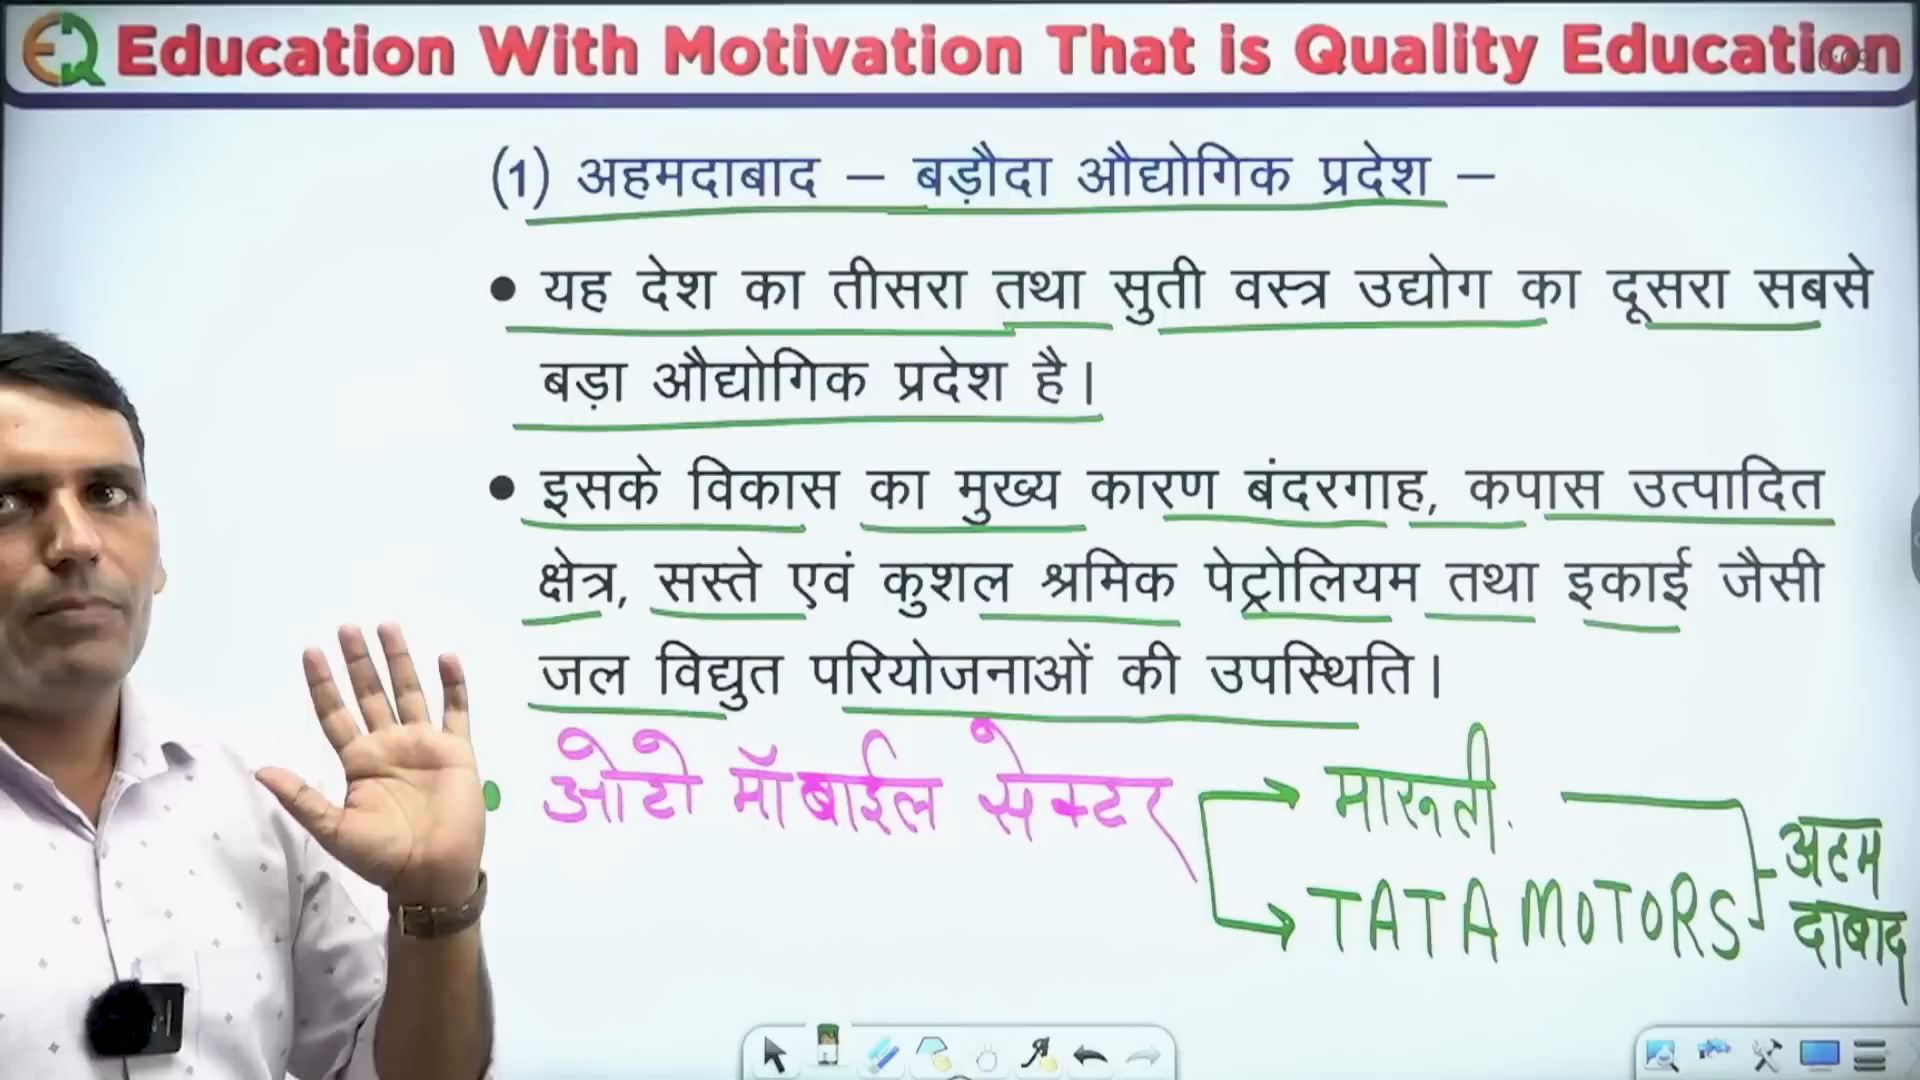 Education With Motivation That is Quality Education
(1) अहमदाबाद – बड़ौदा औद्योगिक प्रदेश –
• यह देश का तीसरा तथा सुती वस्त्र उद्योग का दूसरा सबसे
बड़ा औद्योगिक प्रदेश है।
• इसके विकास का मुख्य कारण बंदरगाह, कपास उत्पादित
क्षेत्र, सस्ते एवं कुशल श्रमिक पेट्रोलियम तथा इकाई जैसी
जल विद्युत परियोजनाओं की उपस्थिति।
• ओटो मॉबाईल सेक्टर
मारूती
TATA MOTORS
अहम
दाबाद